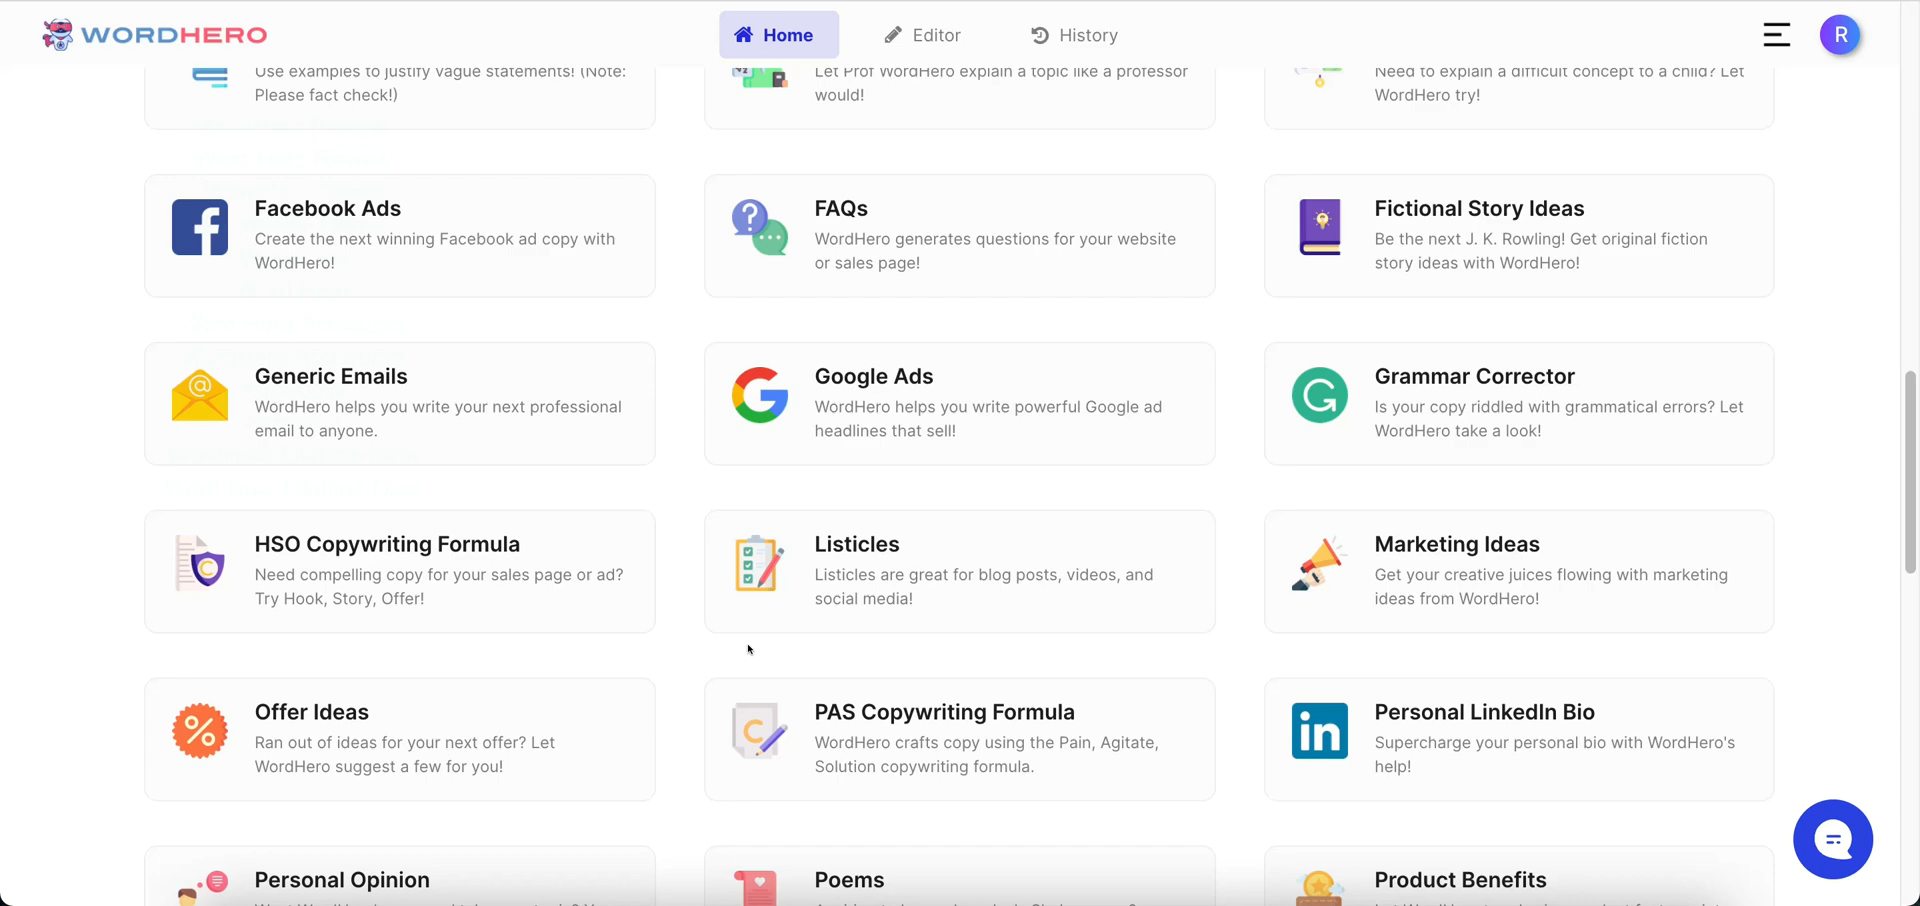 WORDHERO
Home
Editor
History
R
Use examples to justify vague statements! (Note:
Please fact check!)
Let Prof WordHero explain a topic like a professor
would!
Need to explain a difficult concept to a child? Let
WordHero try!
Facebook Ads
Create the next winning Facebook ad copy with
WordHero!
FAQs
WordHero generates questions for your website
or sales page!
Fictional Story Ideas
Be the next J. K. Rowling! Get original fiction
story ideas with WordHero!
Generic Emails
WordHero helps you write your next professional
email to anyone.
Google Ads
WordHero helps you write powerful Google ad
headlines that sell!
Grammar Corrector
Is your copy riddled with grammatical errors? Let
WordHero take a look!
HSO Copywriting Formula
Need compelling copy for your sales page or ad?
Try Hook, Story, Offer!
Listicles
Listicles are great for blog posts, videos, and
social media!
Marketing Ideas
Get your creative juices flowing with marketing
ideas from WordHero!
Offer Ideas
Ran out of ideas for your next offer? Let
WordHero suggest a few for you!
PAS Copywriting Formula
WordHero crafts copy using the Pain, Agitate,
Solution copywriting formula.
Personal LinkedIn Bio
Supercharge your personal bio with WordHero's
help!
Personal Opinion
Poems
Product Benefits